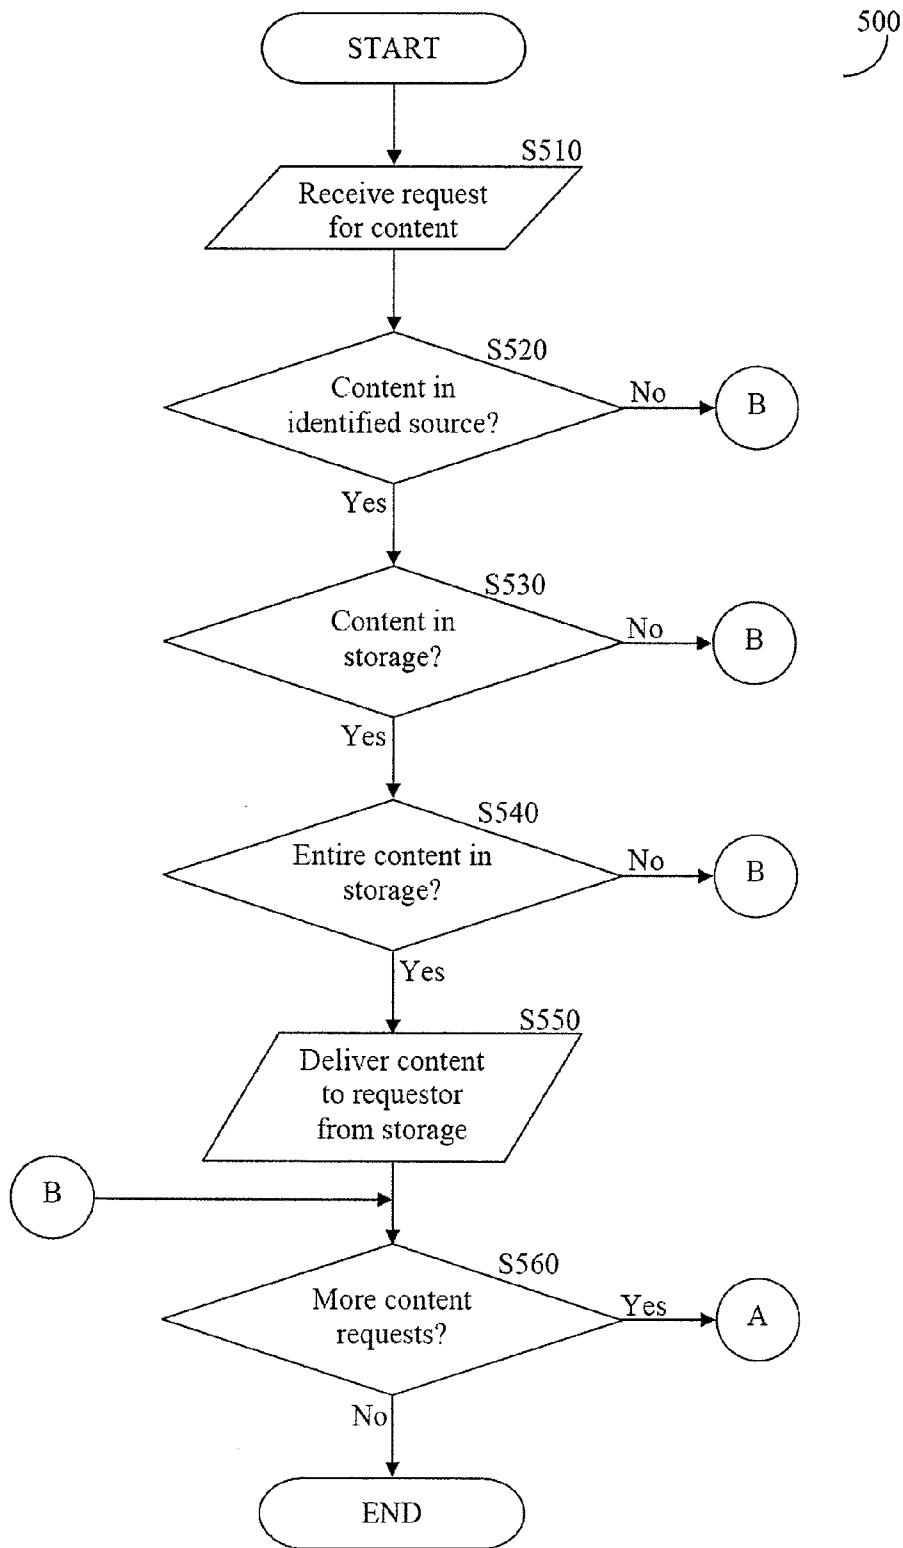 500
START
S510
Receive request
for content
S520
Content in
identified source?
No
B
Yes
S530
Content in
storage?
No
B
Yes
S540
Entire content in
storage?
No
B
Yes
S550
Deliver content
to requestor
from storage
B
S560
More content
requests?
Yes
A
No
END